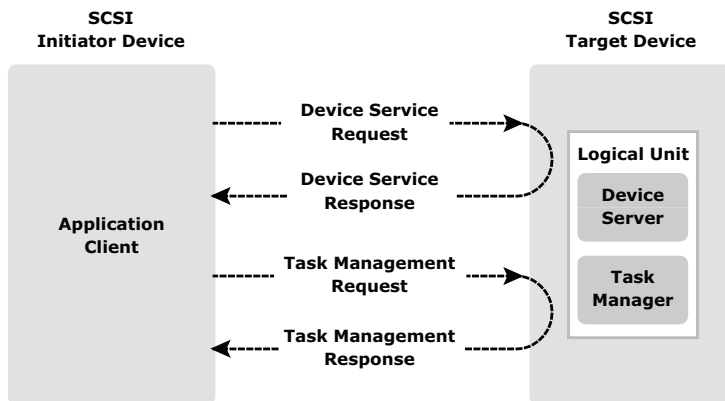 SCSI
Initiator Device
SCSI
Target Device
Device Service
Request
Device Service
Response
Application
Client
Task Management
Request
Task Management
Response
Logical Unit
Device
Server
Task
Manager